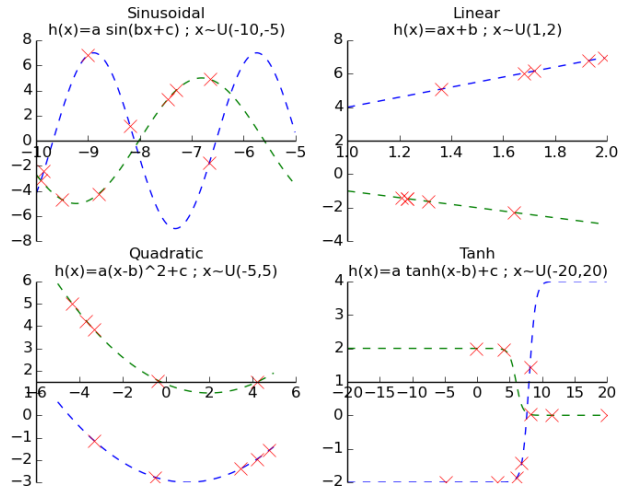 Sinusoidal
h(x)=a sin(bx+c) ; x~U(-10,-5)
8
6
4
2
0
-10 -9 -8 -7 -6 -5
-2
-4
-6
-8
Linear
h(x)=ax+b ; x~U(1,2)
8
6
4
2
1.0 1.2 1.4 1.6 1.8 2.0
0
-2
-4
Quadratic
h(x)=a(x-b)^2+c ; x~U(-5,5)
6
5
4
3
2
1
-6 -4 -2 0 2 4 6
0
-1
-2
-3
Tanh
h(x)=a tanh(x-b)+c ; x~U(-20,20)
4
3
2
1
-20 -15 -10 -5 0 5 10 15 20
0
-1
-2